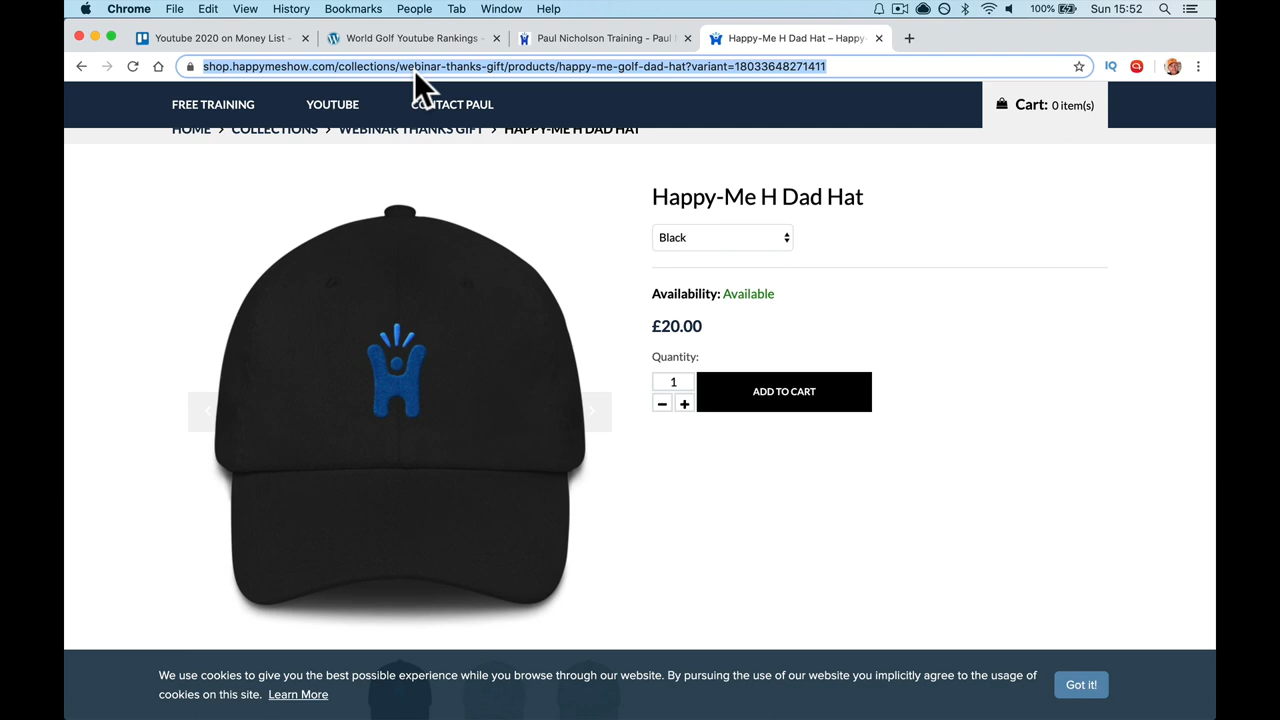 Chrome File Edit View History Bookmarks People Tab Window Help 100% Sun 15:52
Youtube 2020 on Money List - World Golf Youtube Rankings - Paul Nicholson Training - Paul Happy-Me H Dad Hat – Happy-
shop.happymeshow.com/collections/webinar-thanks-gift/products/happy-me-golf-dad-hat?variant=18033648271411 IQ
FREE TRAINING YOUTUBE CONTACT PAUL Cart: 0 item(s)
HOME COLLECTIONS WEBINAR THANKS GIFT HAPPY-ME H DAD HAT
Happy-Me H Dad Hat
Black
Availability: Available
£20.00
Quantity:
1
ADD TO CART
− +
H
We use cookies to give you the best possible experience while you browse through our website. By pursuing the use of our website you implicitly agree to the usage of
cookies on this site. Learn More
Got it!